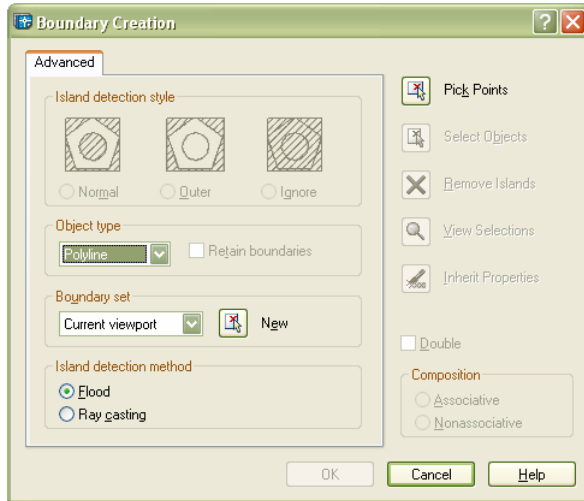 Boundary Creation
Advanced
Island detection style
Normal
Outer
Ignore
Object type
Polyline
Retain boundaries
Boundary set
Current viewport
New
Island detection method
Flood
Ray casting
Pick Points
Select Objects
Remove Islands
View Selections
Inherit Properties
Double
Composition
Associative
Nonassociative
OK
Cancel
Help